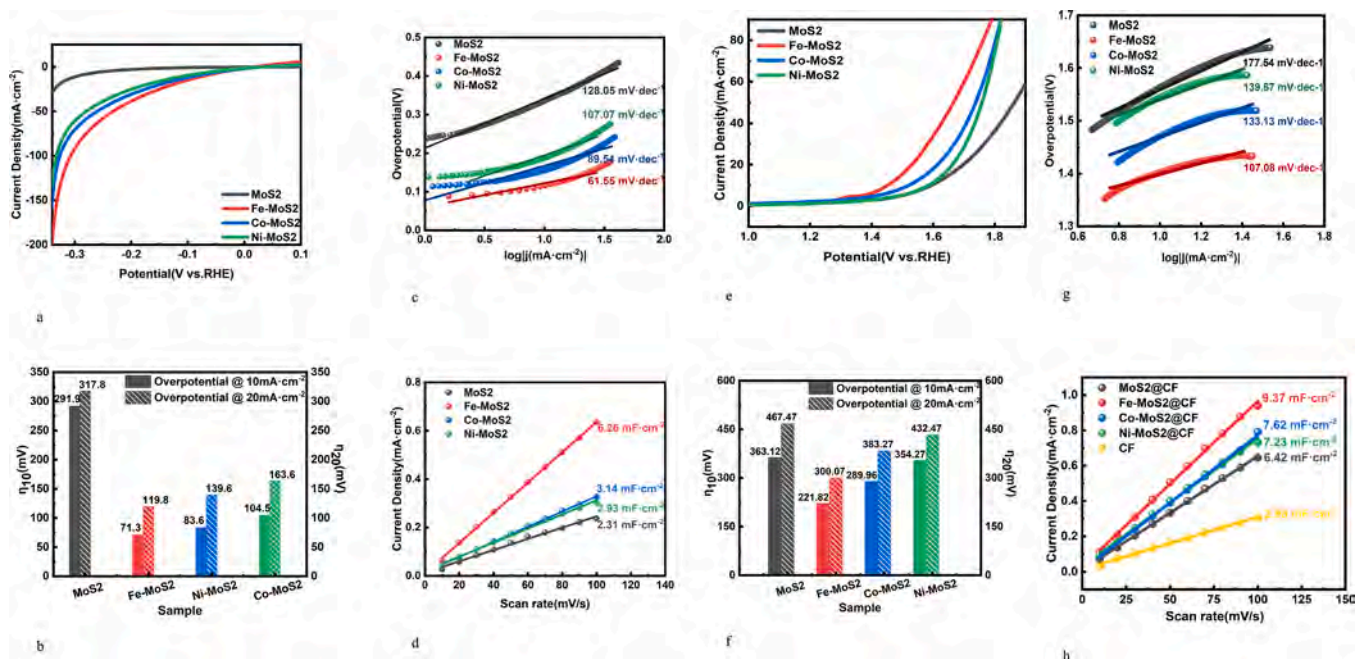 50
0
-50
-100
-150
-200
Current Density(mA·cm-2)
MoS2
Fe-MoS2
Co-MoS2
Ni-MoS2
-0.3
-0.2
-0.1
0.0
0.1
Potential(V vs.RHE)
a
0.5
0.4
0.3
0.2
0.1
0.0
Overpotential(V)
MoS2
Fe-MoS2
Co-MoS2
Ni-MoS2
128.05 mV·dec-1
107.07 mV·dec-1
89.54 mV·dec-1
61.55 mV·dec-1
0.0
0.5
1.0
1.5
2.0
log|j(mA·cm-2)|
c
80
60
40
20
0
Current Density(mA·cm-2)
MoS2
Fe-MoS2
Co-MoS2
Ni-MoS2
1.0
1.2
1.4
1.6
1.8
Potential(V vs.RHE)
e
1.7
1.6
1.5
1.4
1.3
Overpotential(V)
MoS2
Fe-MoS2
Co-MoS2
Ni-MoS2
177.54 mV·dec-1
139.67 mV·dec-1
133.13 mV·dec-1
107.08 mV·dec-1
0.6
0.8
1.0
1.2
1.4
1.6
1.8
log|j(mA·cm-2)|
g
350
300
250
200
150
100
50
0
η10(mV)
Overpotential @ 10mA·cm-2
Overpotential @ 20mA·cm-2
291.9
317.8
71.3
119.8
83.6
139.6
104.5
163.6
350
300
250
200
150
100
50
0
η20(mV)
MoS2
Fe-MoS2
Ni-MoS2
Co-MoS2
Sample
b
0.8
0.6
0.4
0.2
0.0
Current Density(mA·cm-2)
MoS2
Fe-MoS2
Co-MoS2
Ni-MoS2
6.26 mF·cm-2
3.14 mF·cm-2
2.93 mF·cm-2
2.31 mF·cm-2
0
20
40
60
80
100
120
140
Scan rate(mV/s)
d
600
450
300
150
0
η10(mV)
Overpotential @ 10mA·cm-2
Overpotential @ 20mA·cm-2
363.12
467.47
221.82
300.07
289.96
383.27
354.27
432.47
600
450
300
150
0
η20(mV)
MoS2
Fe-MoS2
Co-MoS2
Ni-MoS2
Sample
f
1.0
0.8
0.6
0.4
0.2
0.0
Current Density(mA·cm-2)
MoS2@CF
Fe-MoS2@CF
Co-MoS2@CF
Ni-MoS2@CF
CF
9.37 mF·cm-2
7.62 mF·cm-2
7.23 mF·cm-2
6.42 mF·cm-2
0
25
50
75
100
125
150
Scan rate(mV/s)
h